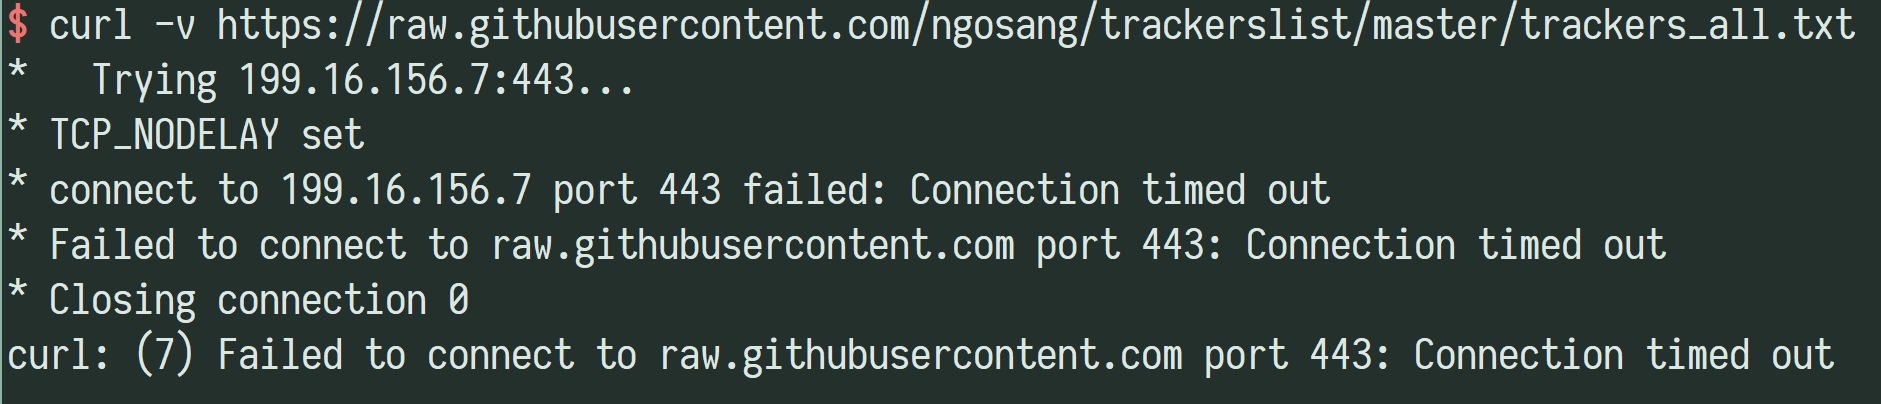 $ curl -v https://raw.githubusercontent.com/ngosang/trackerslist/master/trackers_all.txt
*   Trying 199.16.156.7:443...
* TCP_NODELAY set
* connect to 199.16.156.7 port 443 failed: Connection timed out
* Failed to connect to raw.githubusercontent.com port 443: Connection timed out
* Closing connection 0
curl: (7) Failed to connect to raw.githubusercontent.com port 443: Connection timed out